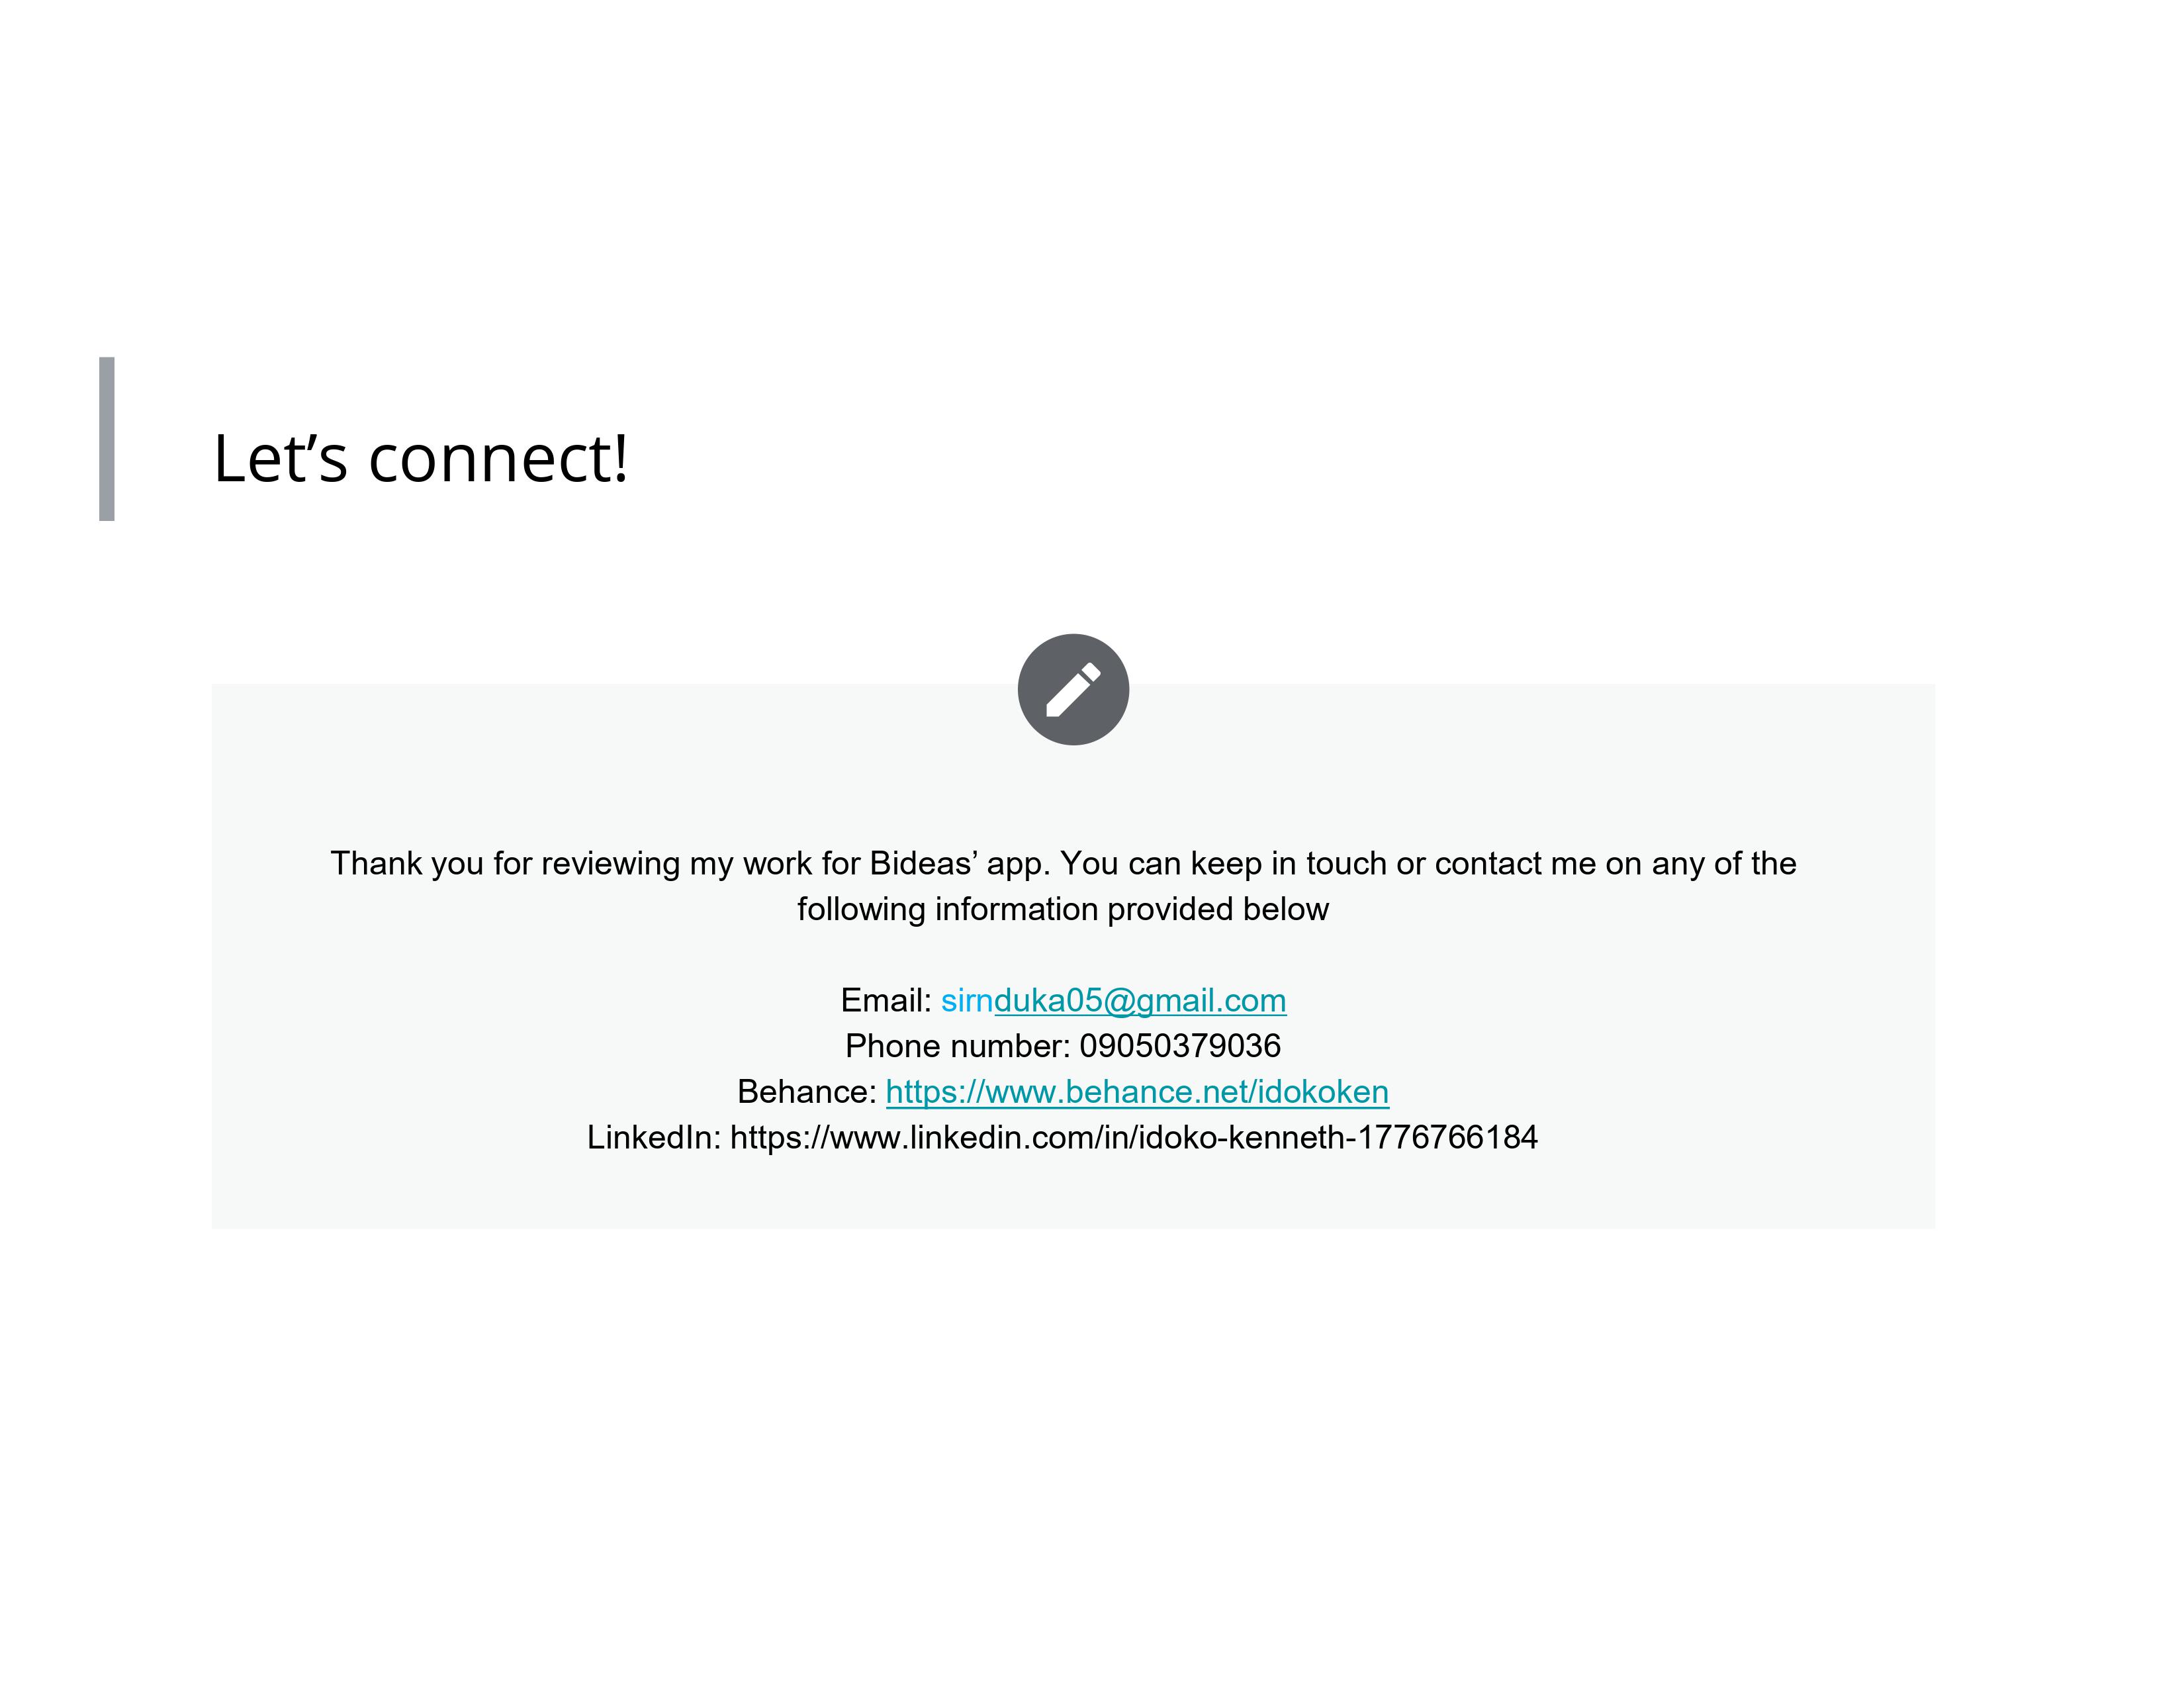 Let’s connect!
Thank you for reviewing my work for Bideas’ app. You can keep in touch or contact me on any of the
following information provided below
Email: sirnduka05@gmail.com
Phone number: 09050379036
Behance: https://www.behance.net/idokoken
LinkedIn: https://www.linkedin.com/in/idoko-kenneth-1776766184